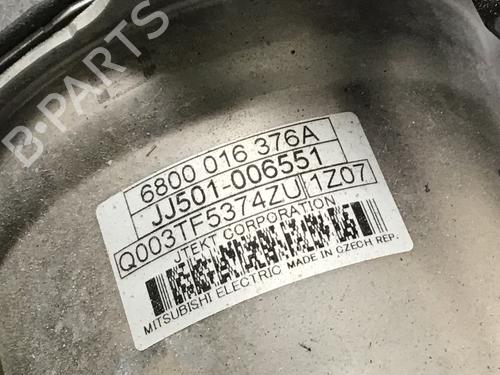 B-PARTS
6800 016 376A
JJ501-006551
Q003TF5374ZU 1Z07
JTEKT CORPORATION
MITSUBISHI ELECTRIC MADE IN CZECH REP.